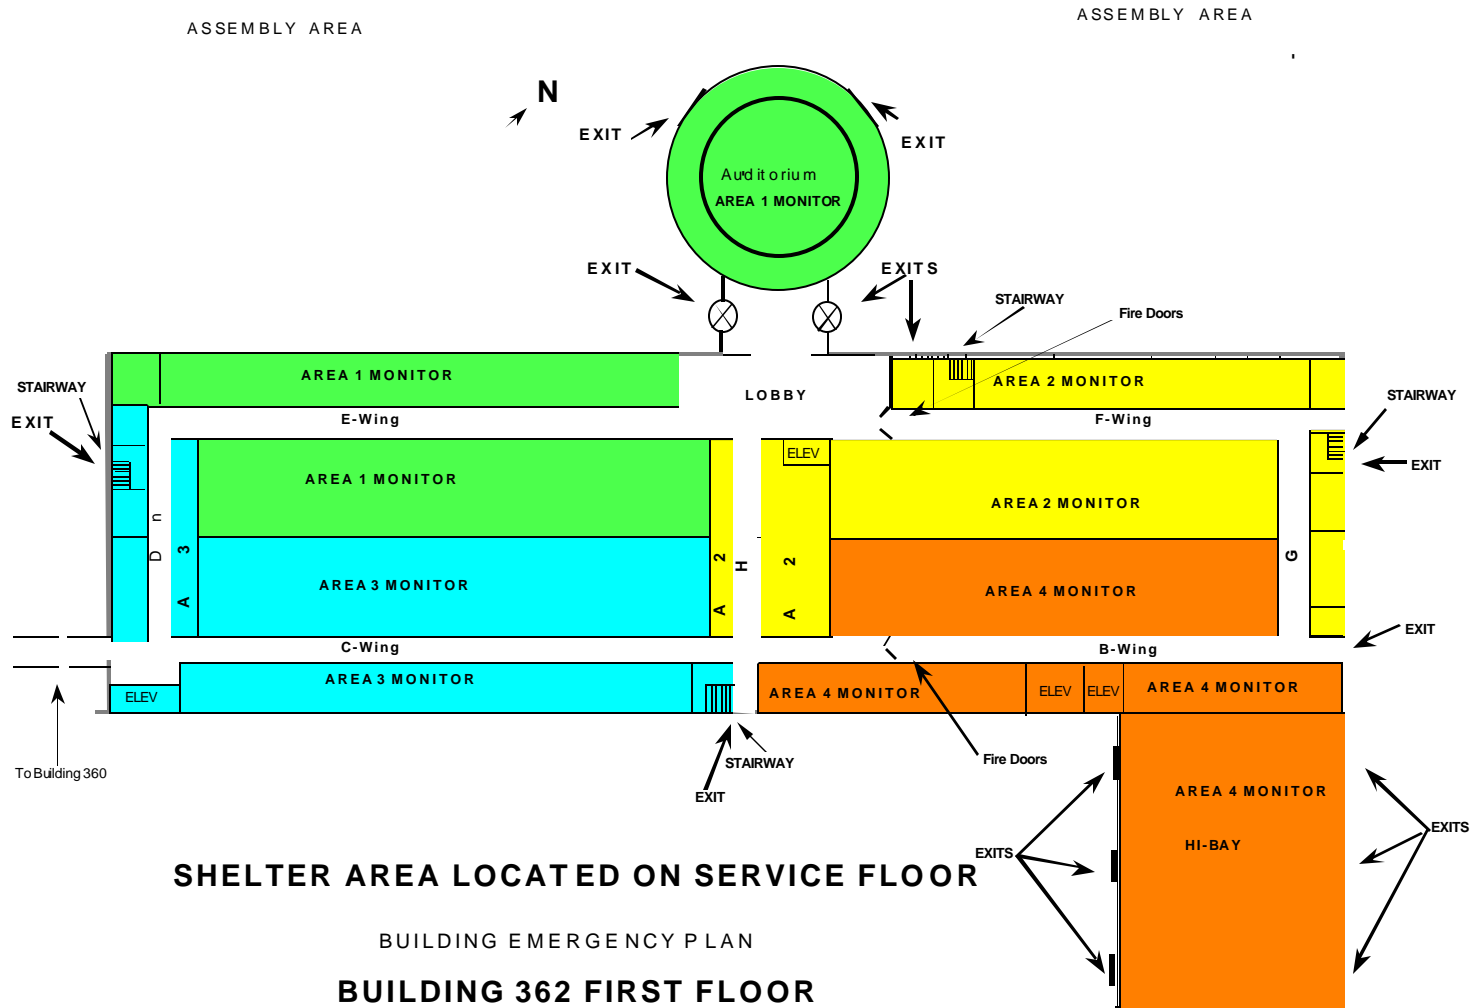 ASSEMBLY AREA
ASSEMBLY AREA
N
EXIT
EXIT
Auditorium
AREA 1 MONITOR
EXIT
EXITS
STAIRWAY
Fire Doors
AREA 1 MONITOR
LOBBY
AREA 2 MONITOR
STAIRWAY
EXIT
E-Wing
F-Wing
STAIRWAY
EXIT
ELEV
AREA 1 MONITOR
AREA 2 MONITOR
D n
A 3
A 2
H
A 2
G
AREA 3 MONITOR
AREA 4 MONITOR
EXIT
C-Wing
B-Wing
AREA 3 MONITOR
ELEV
AREA 4 MONITOR
ELEV
ELEV
AREA 4 MONITOR
To Building 360
STAIRWAY
EXIT
Fire Doors
AREA 4 MONITOR
HI-BAY
EXITS
EXITS
SHELTER AREA LOCATED ON SERVICE FLOOR
BUILDING EMERGENCY PLAN
BUILDING 362 FIRST FLOOR